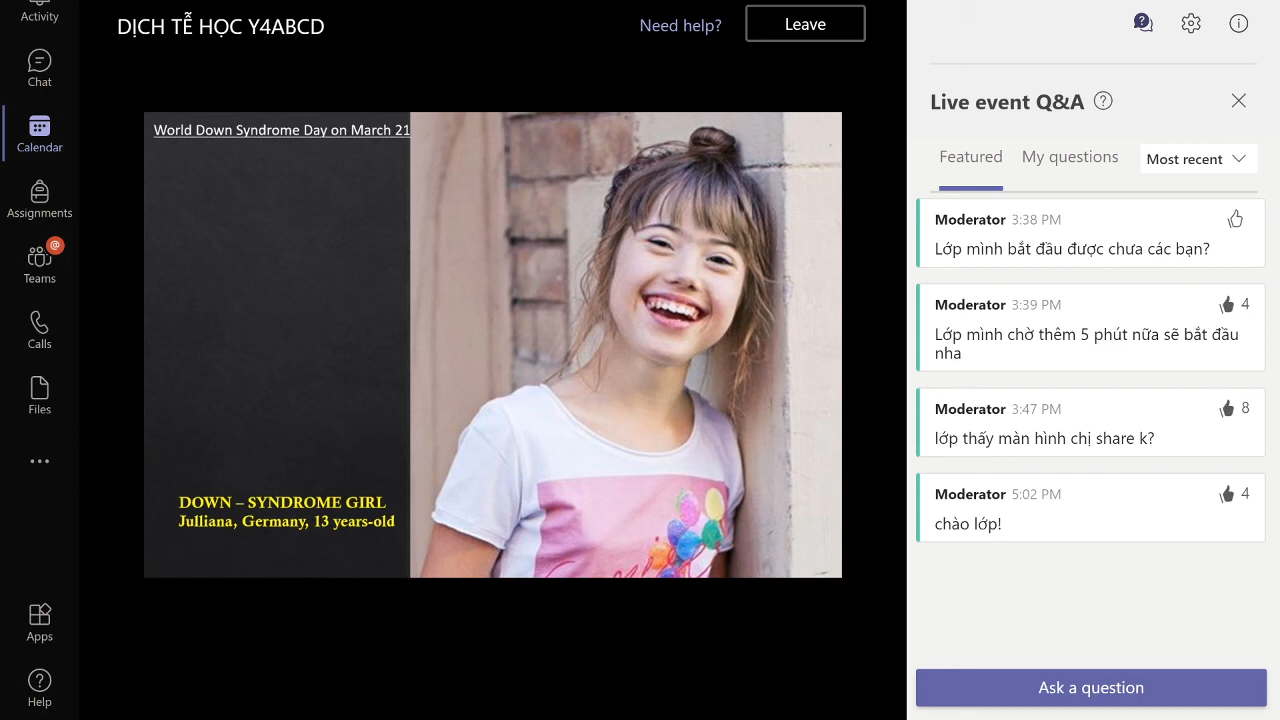 Activity
Chat
Calendar
Assignments
@
Teams
Calls
Files
Apps
Help
DỊCH TỄ HỌC Y4ABCD
Need help?
Leave
World Down Syndrome Day on March 21
DOWN – SYNDROME GIRL
Julliana, Germany, 13 years-old
Live event Q&A
Featured
My questions
Most recent
Moderator 3:38 PM
Lớp mình bắt đầu được chưa các bạn?
Moderator 3:39 PM
4
Lớp mình chờ thêm 5 phút nữa sẽ bắt đầu
nha
Moderator 3:47 PM
8
lớp thấy màn hình chị share k?
Moderator 5:02 PM
4
chào lớp!
Ask a question